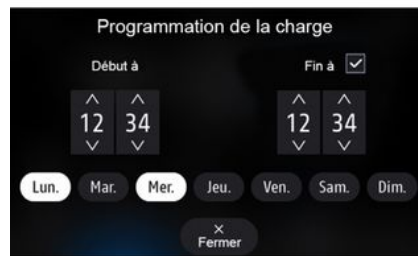 Programmation de la charge
Début à Fin à
12 34 12 34
Lun. Mar. Mer. Jeu. Ven. Sam. Dim.
Fermer